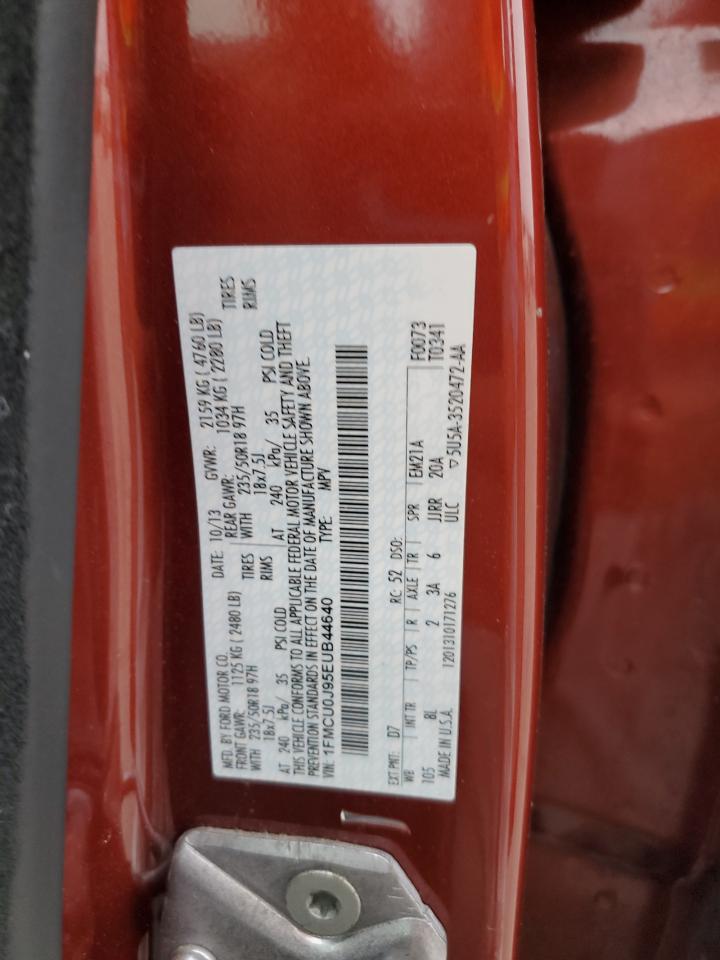 MFD. BY FORD MOTOR CO.
DATE: 10/13 GVWR: 2159 KG ( 4760 LB)
FRONT GAWR: 1125 KG ( 2480 LB) REAR GAWR: 1034 KG ( 2280 LB)
WITH 235/50R18 97H TIRES WITH 235/50R18 97H TIRES
18x7.5J RIMS 18x7.5J RIMS
AT 240 kPa/ 35 PSI COLD AT 240 kPa/ 35 PSI COLD
THIS VEHICLE CONFORMS TO ALL APPLICABLE FEDERAL MOTOR VEHICLE SAFETY AND THEFT
PREVENTION STANDARDS IN EFFECT ON THE DATE OF MANUFACTURE SHOWN ABOVE.
VIN: 1FMCU0J95EUB44640 TYPE: MPV
EXT PNT: D7 RC: 52 DSO: F0073
WB INT TR TP/PS R AXLE TR SPR EM21A T0341
105 8L 2 3A 6 JJRR 20A
MADE IN U.S.A. 1201310171276 ULC ▽5U5A-3520472-AA